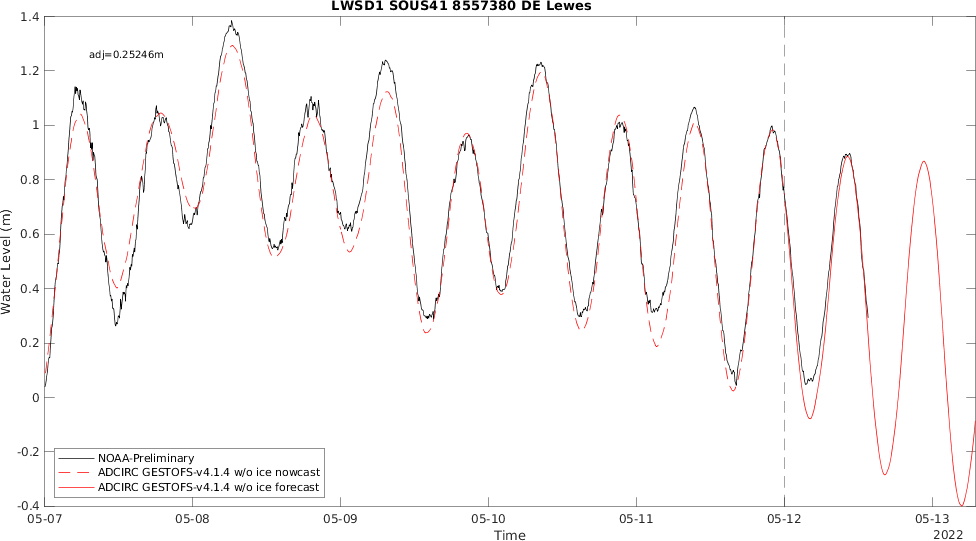 LWSD1 SOUS41 8557380 DE Lewes
adj=0.25246m
1.4
1.2
1
0.8
0.6
0.4
0.2
0
-0.2
-0.4
Water Level (m)
NOAA-Preliminary
ADCIRC GESTOFS-v4.1.4 w/o ice nowcast
ADCIRC GESTOFS-v4.1.4 w/o ice forecast
05-07 05-08 05-09 05-10 05-11 05-12 05-13
Time
2022